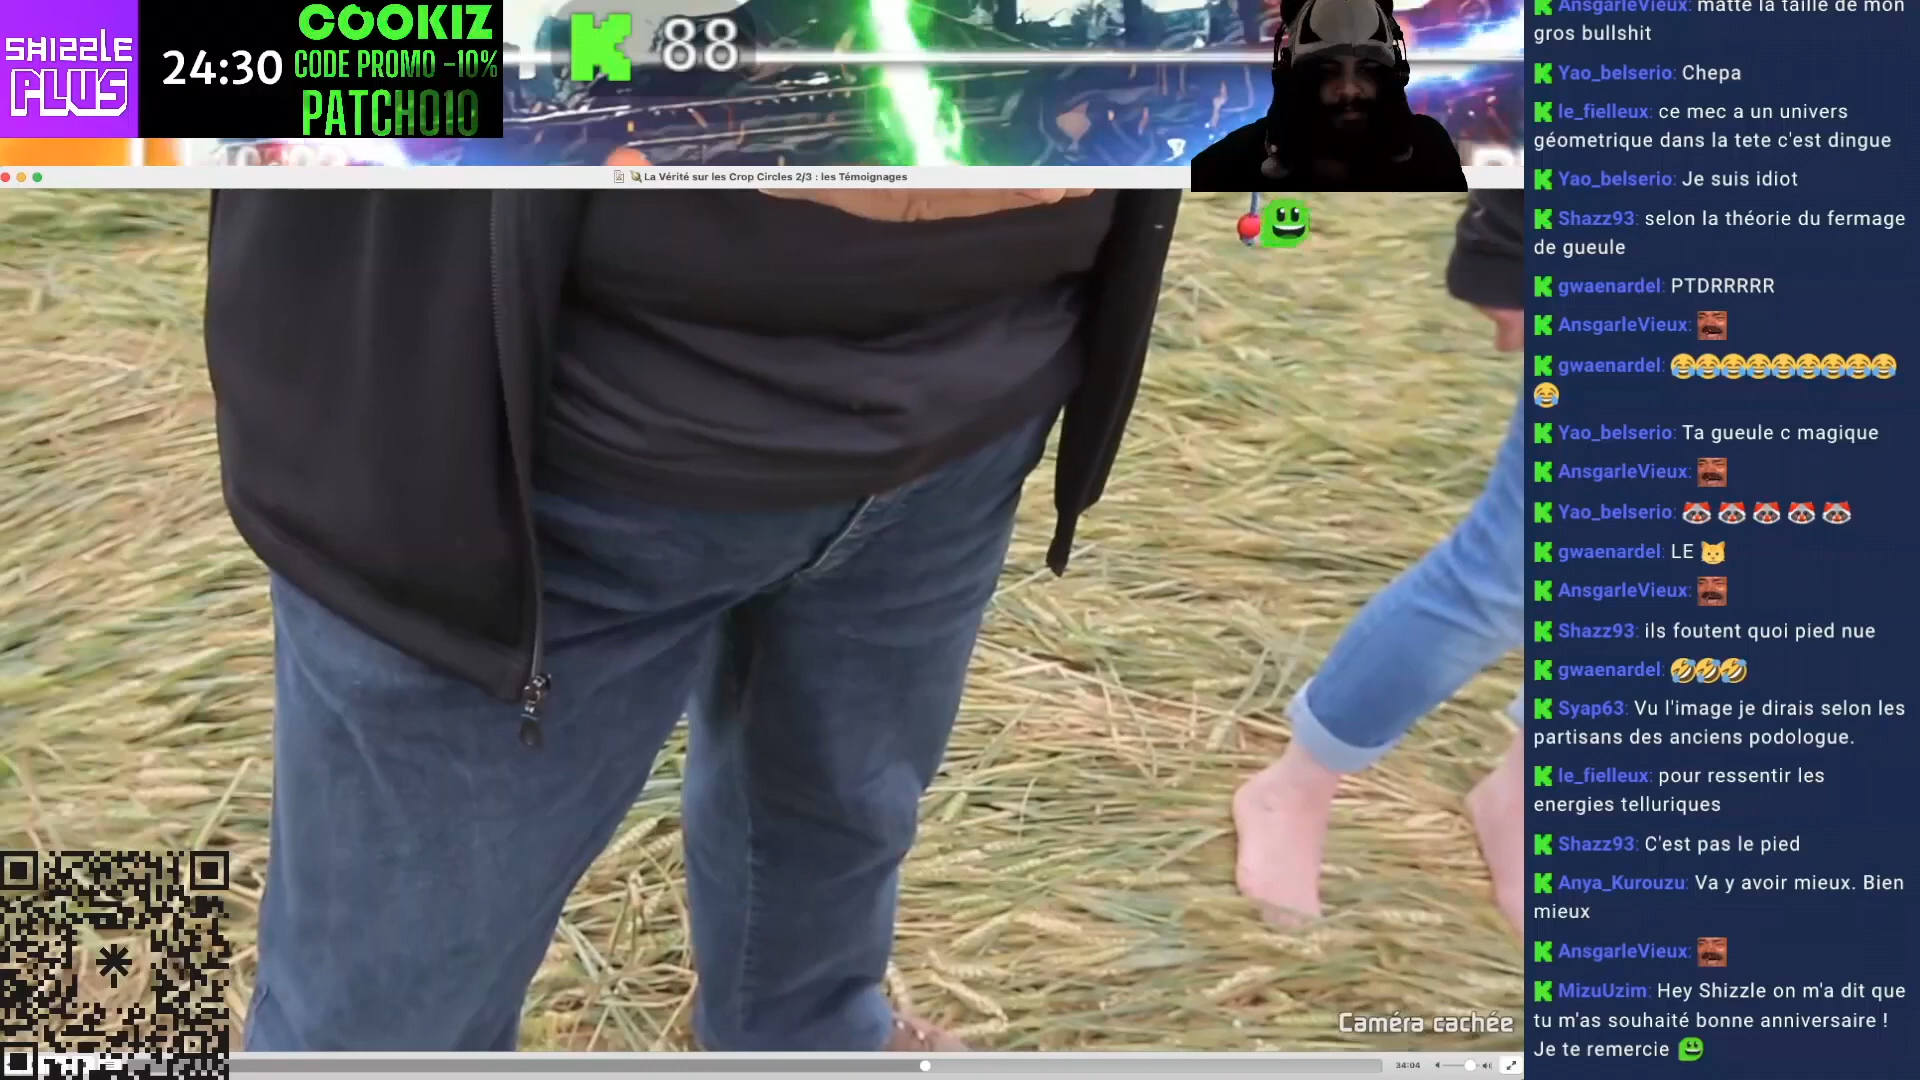 SHIZZLE
PLUS
24:30
COOKIZ
CODE PROMO -10%
PATCHO10
K 88
La Vérité sur les Crop Circles 2/3 : les Témoignages
Caméra cachée
34:04
AnsgarleVieux: matte la taille de mon
gros bullshit
Yao_belserio: Chepa
le_fielleux: ce mec a un univers
géometrique dans la tete c'est dingue
Yao_belserio: Je suis idiot
Shazz93: selon la théorie du fermage
de gueule
gwaenardel: PTDRRRRR
AnsgarleVieux:
gwaenardel: 😂😂😂😂😂😂😂😂😂
😂
Yao_belserio: Ta gueule c magique
AnsgarleVieux:
Yao_belserio:
gwaenardel: LE 😼
AnsgarleVieux:
Shazz93: ils foutent quoi pied nue
gwaenardel: 🤣🤣🤣
Syap63: Vu l'image je dirais selon les
partisans des anciens podologue.
le_fielleux: pour ressentir les
energies telluriques
Shazz93: C'est pas le pied
Anya_Kurouzu: Va y avoir mieux. Bien
mieux
AnsgarleVieux:
MizuUzim: Hey Shizzle on m'a dit que
tu m'as souhaité bonne anniversaire !
Je te remercie